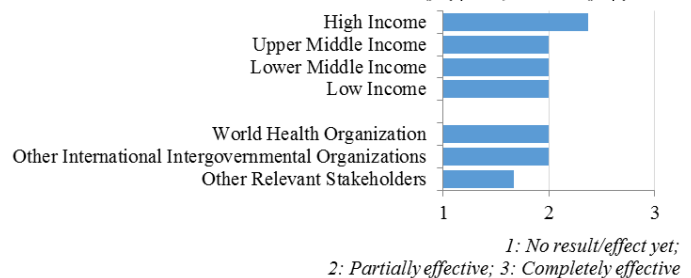 High Income
Upper Middle Income
Lower Middle Income
Low Income
World Health Organization
Other International Intergovernmental Organizations
Other Relevant Stakeholders
1 2 3
1: No result/effect yet;
2: Partially effective; 3: Completely effective